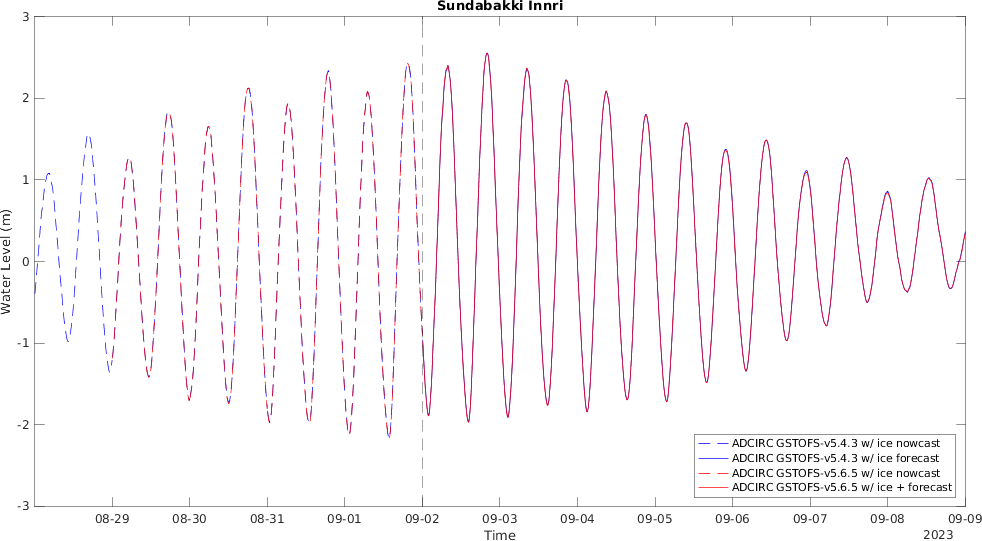 Sundabakki Innri
Water Level (m)
3
2
1
0
-1
-2
-3
ADCIRC GSTOFS-v5.4.3 w/ ice nowcast
ADCIRC GSTOFS-v5.4.3 w/ ice forecast
ADCIRC GSTOFS-v5.6.5 w/ ice nowcast
ADCIRC GSTOFS-v5.6.5 w/ ice + forecast
08-29 08-30 08-31 09-01 09-02 09-03 09-04 09-05 09-06 09-07 09-08 09-09
Time
2023